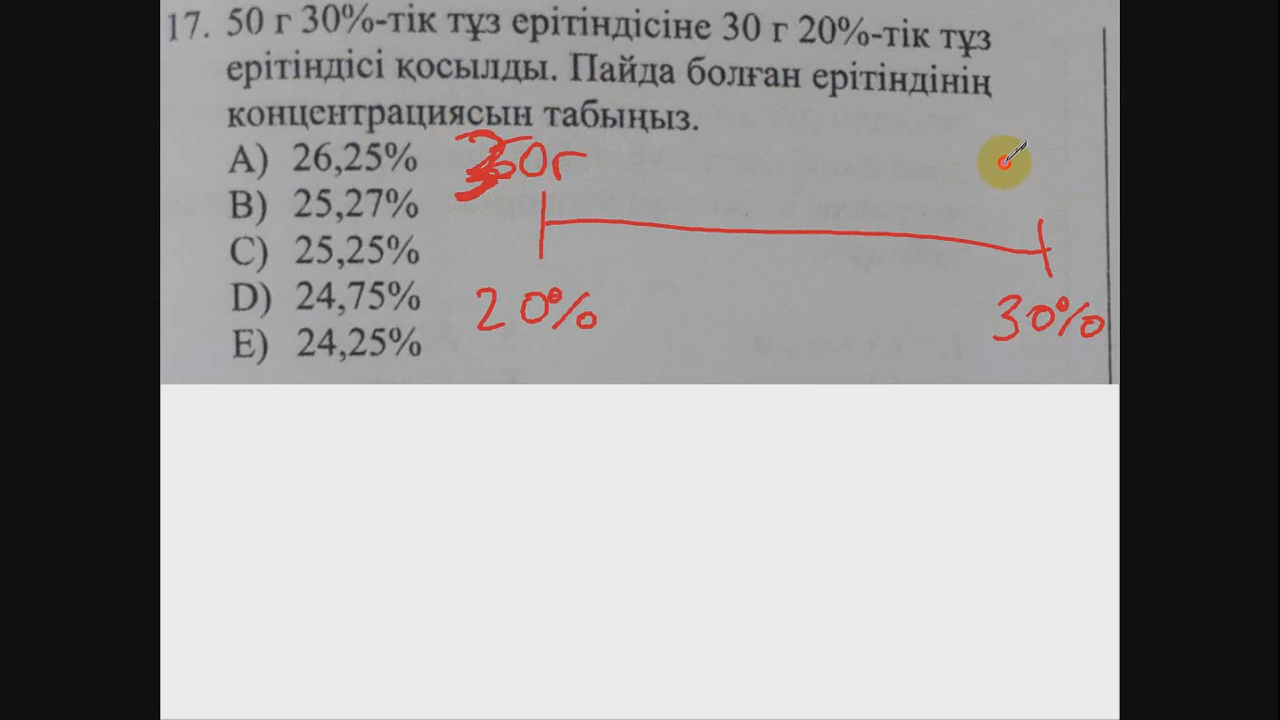 17. 50 г 30%-тік тұз ерітіндісіне 30 г 20%-тік тұз
ерітіндісі қосылды. Пайда болған ерітіндінің
концентрациясын табыңыз.
A) 26,25%
B) 25,27%
C) 25,25%
D) 24,75%
E) 24,25%
20%
30%